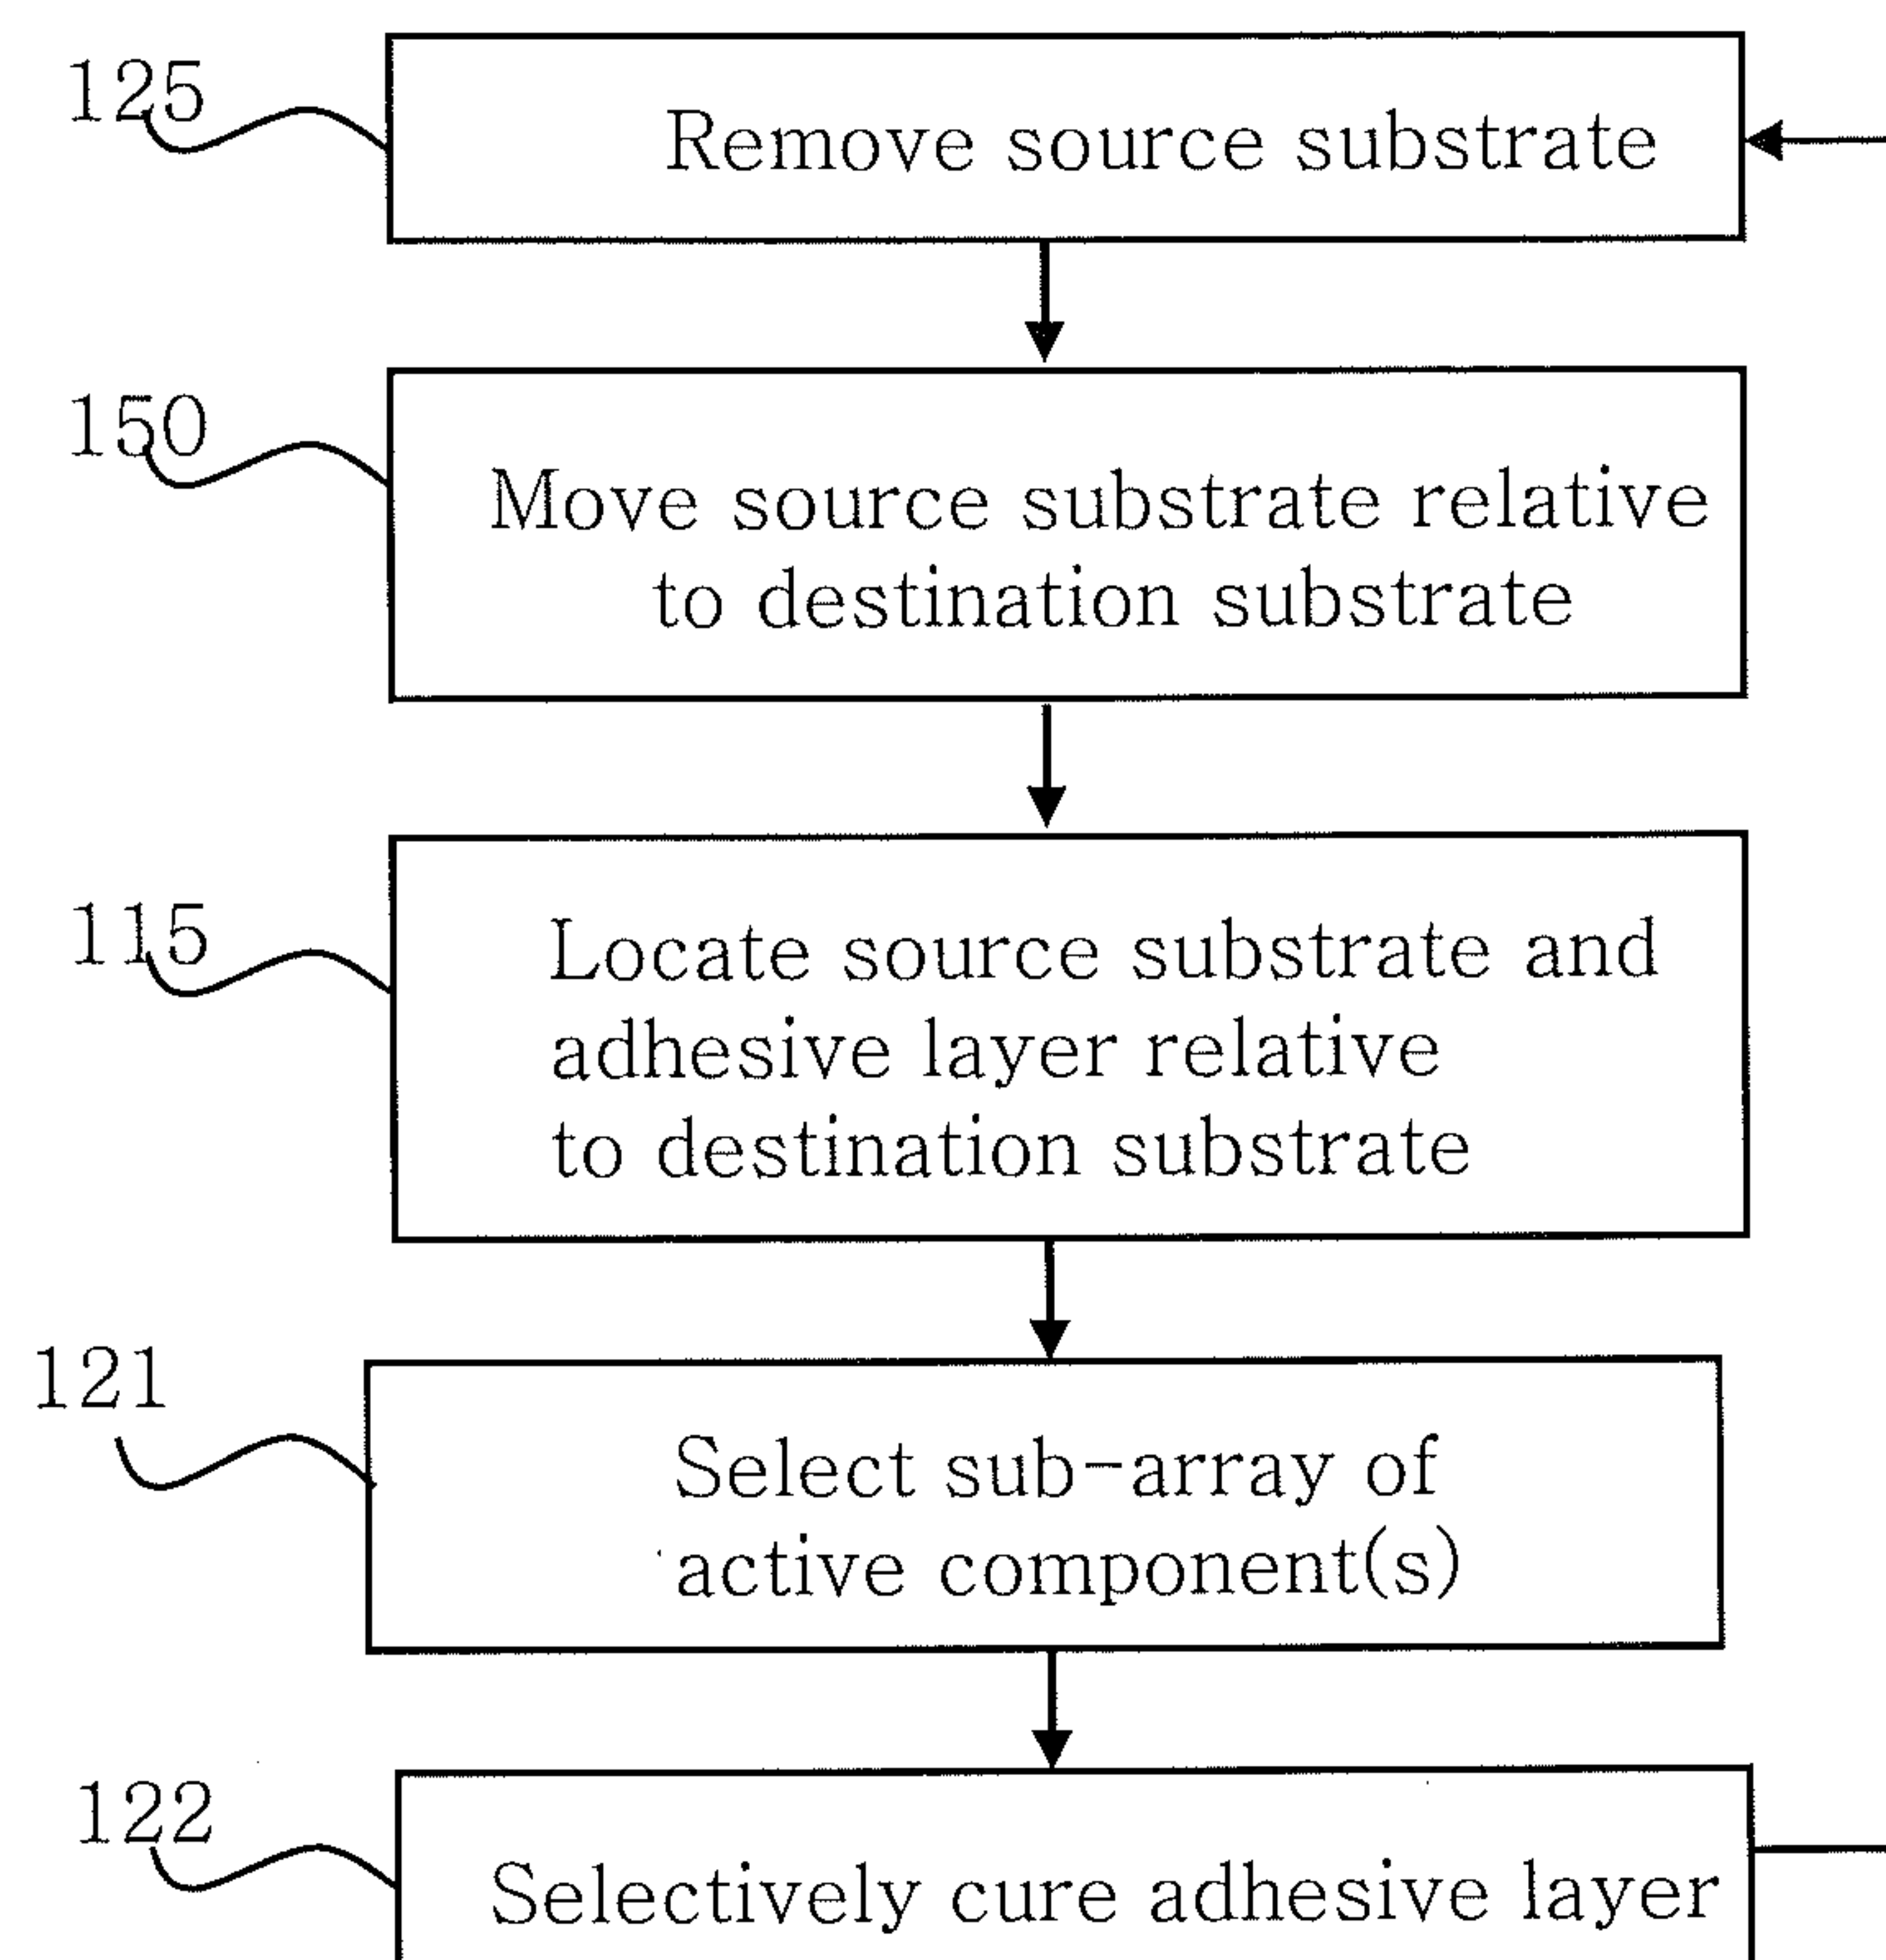 125
Remove source substrate
150
Move source substrate relative
to destination substrate
115
Locate source substrate and
adhesive layer relative
to destination substrate
121
Select sub-array of
active component(s)
122
Selectively cure adhesive layer